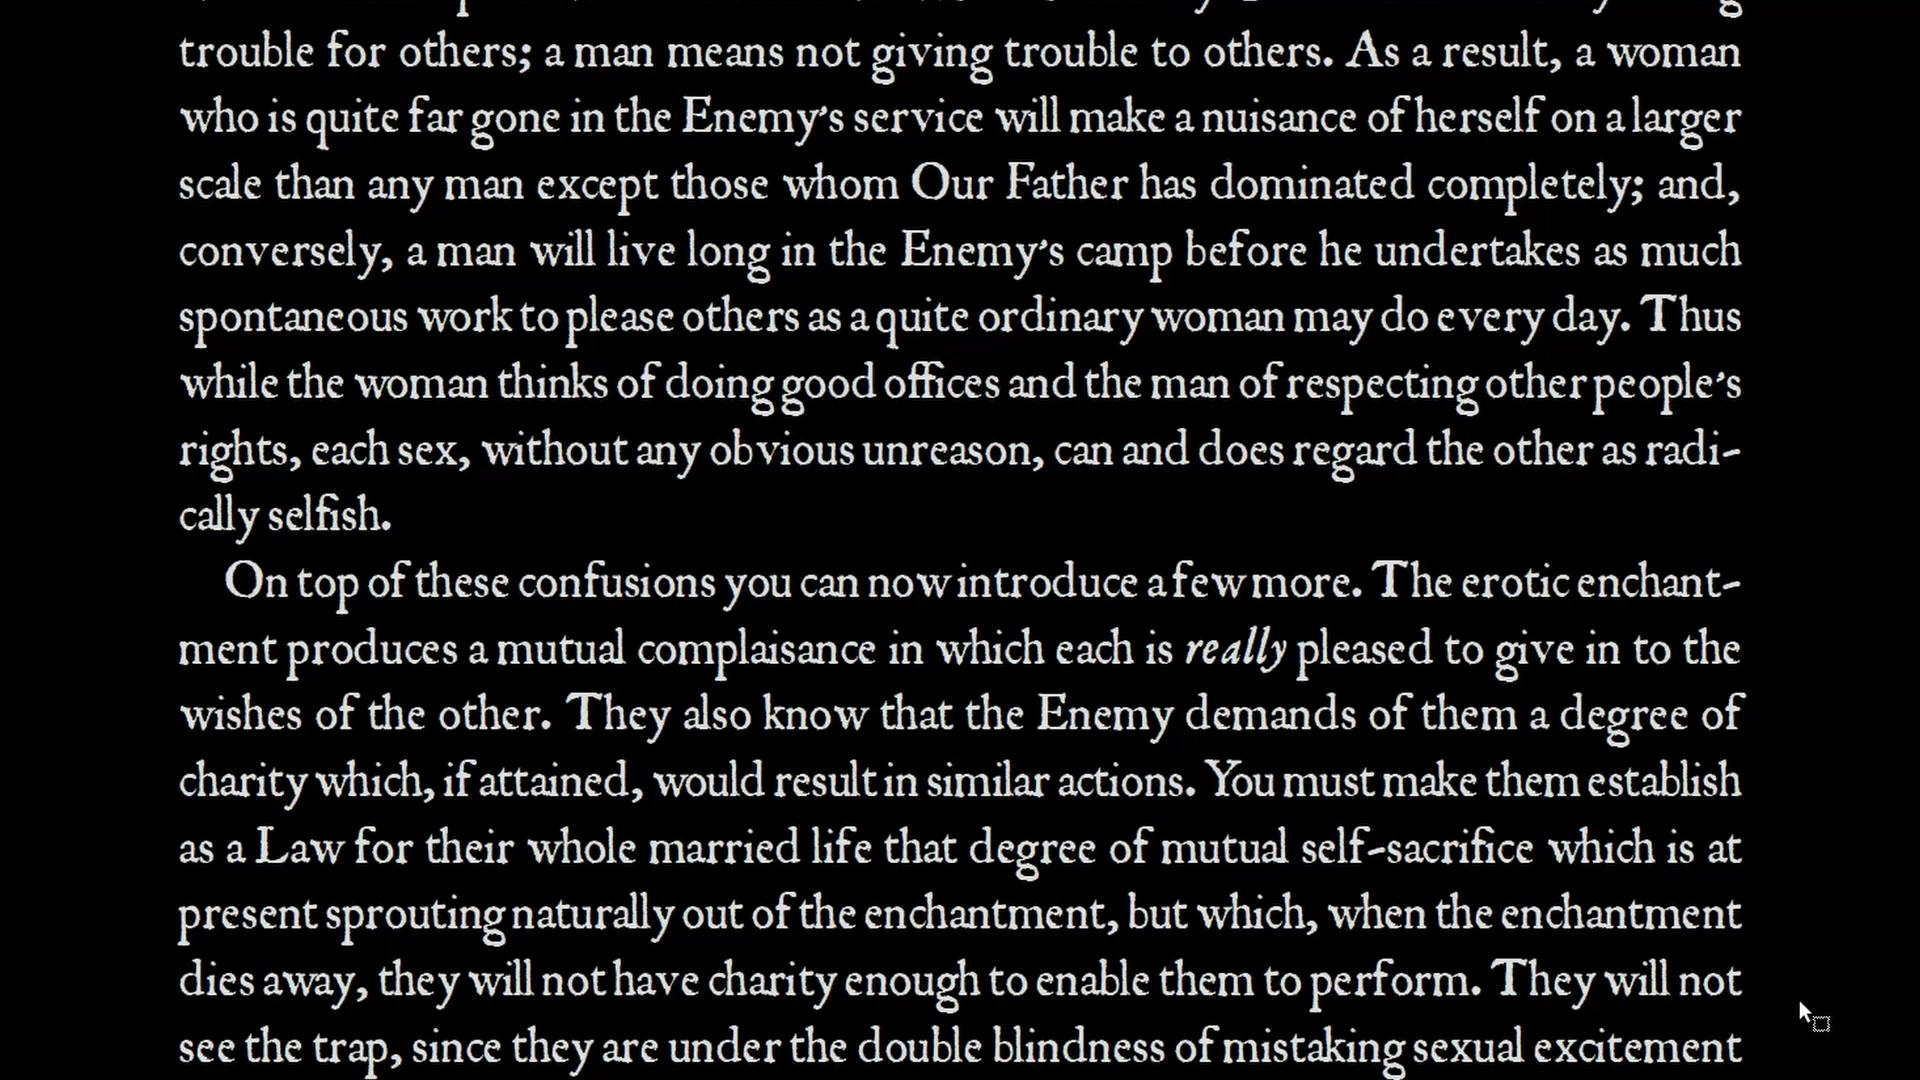 trouble for others; a man means not giving trouble to others. As a result, a woman
who is quite far gone in the Enemy's service will make a nuisance of herself on a larger
scale than any man except those whom Our Father has dominated completely; and,
conversely, a man will live long in the Enemy's camp before he undertakes as much
spontaneous work to please others as a quite ordinary woman may do every day. Thus
while the woman thinks of doing good offices and the man of respecting other people's
rights, each sex, without any obvious unreason, can and does regard the other as radi-
cally selfish.
On top of these confusions you can now introduce a few more. The erotic enchant-
ment produces a mutual complaisance in which each is really pleased to give in to the
wishes of the other. They also know that the Enemy demands of them a degree of
charity which, if attained, would result in similar actions. You must make them establish
as a Law for their whole married life that degree of mutual self-sacrifice which is at
present sprouting naturally out of the enchantment, but which, when the enchantment
dies away, they will not have charity enough to enable them to perform. They will not
see the trap, since they are under the double blindness of mistaking sexual excitement